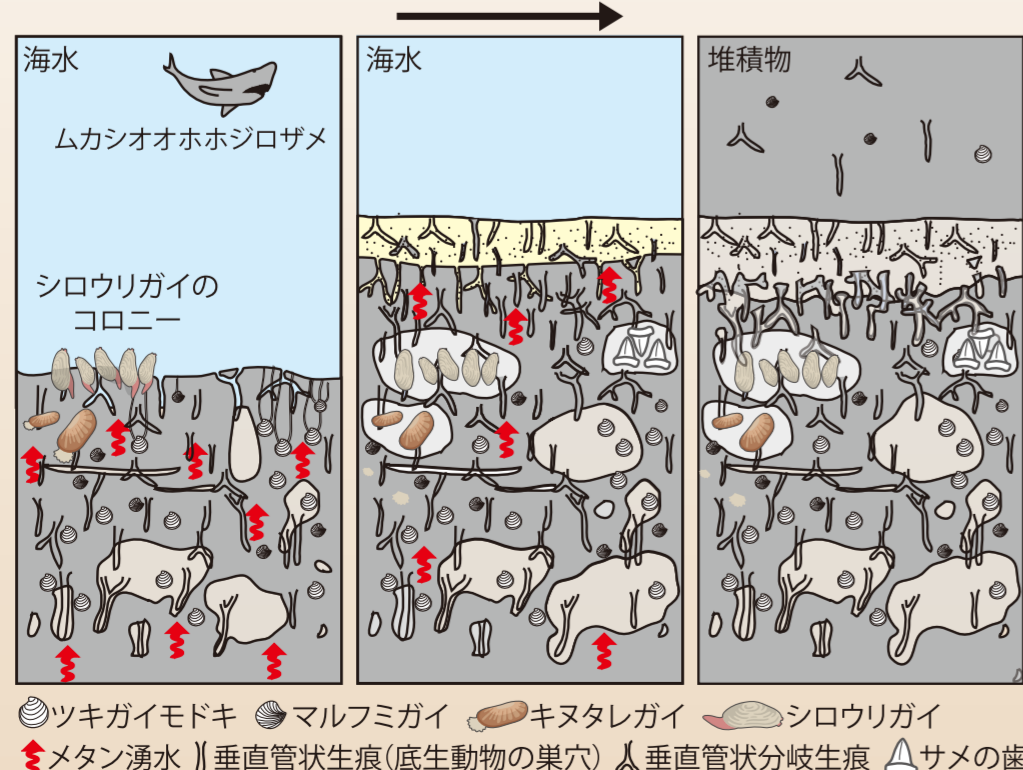 海水
ムカシオオホホジロザメ
シロウリガイの
コロニー
海水
堆積物
ツキガイモドキ マルフミガイ キヌタレガイ シロウリガイ
メタン湧水 垂直管状生痕(底生動物の巣穴) 垂直管状分岐生痕 サメの歯